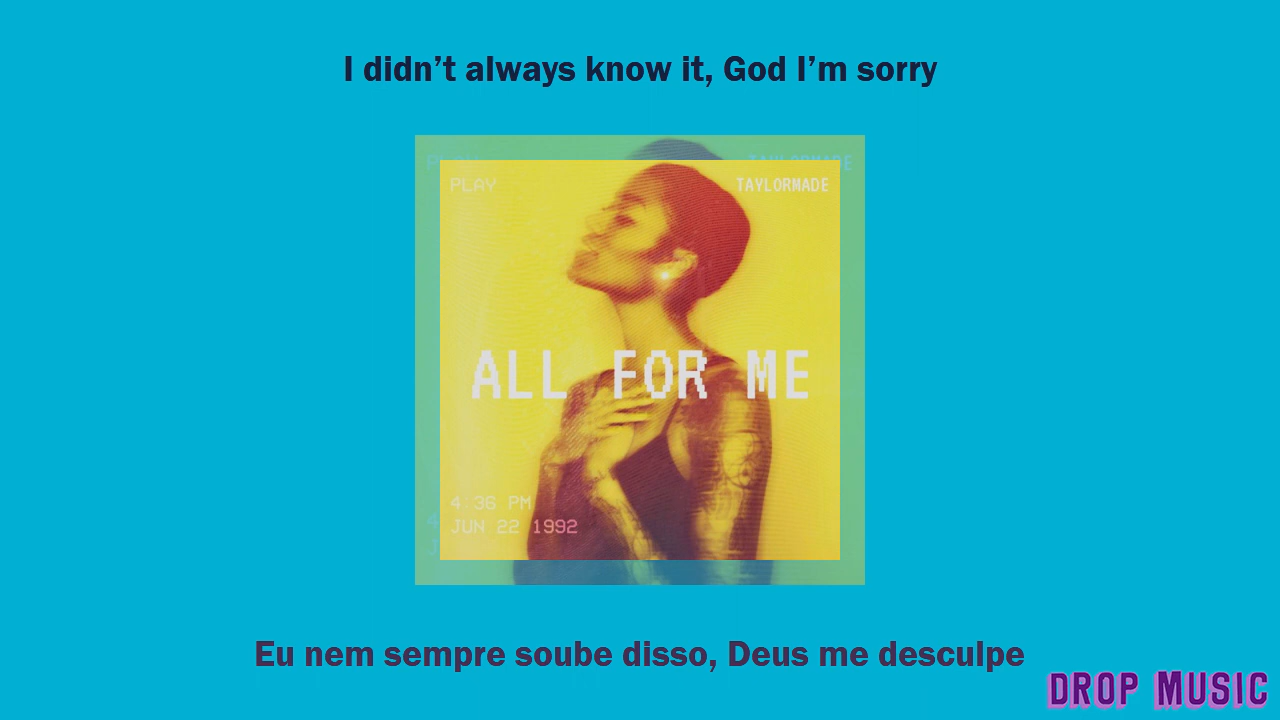 I didn't always know it, God I'm sorry
PLAY
TAYLORMADE
ALL FOR ME
4:36 PM
JUN 22 1992
Eu nem sempre soube disso, Deus me desculpe
DROP MUSIC